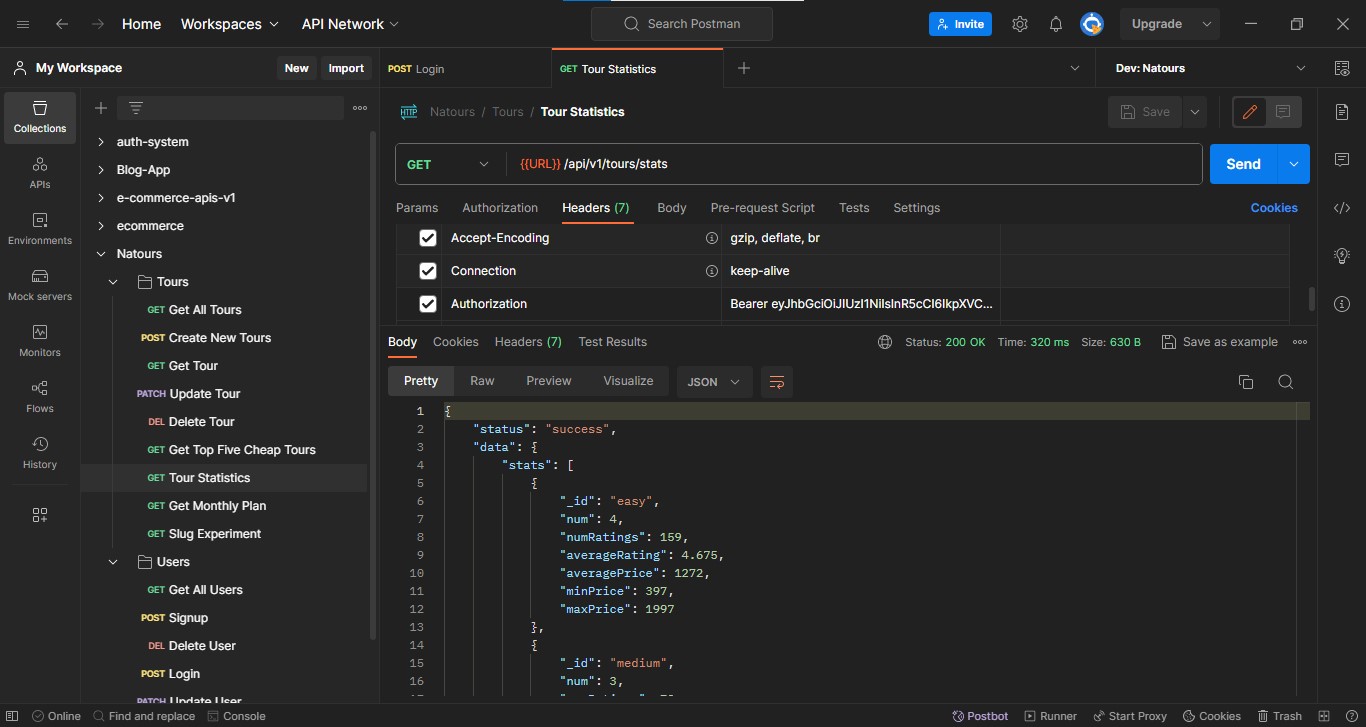 Home Workspaces API Network Search Postman Invite Upgrade
My Workspace New Import POST Login GET Tour Statistics Dev: Natours
Collections
APIs
Environments
Mock servers
Monitors
Flows
History
auth-system
Blog-App
e-commerce-apis-v1
ecommerce
Natours
Tours
GET Get All Tours
POST Create New Tours
GET Get Tour
PATCH Update Tour
DEL Delete Tour
GET Get Top Five Cheap Tours
GET Tour Statistics
GET Get Monthly Plan
GET Slug Experiment
Users
GET Get All Users
POST Signup
DEL Delete User
POST Login
PATCH Update User
HTTP Natours / Tours / Tour Statistics Save
GET {{URL}} /api/v1/tours/stats Send
Params Authorization Headers (7) Body Pre-request Script Tests Settings Cookies
Accept-Encoding gzip, deflate, br
Connection keep-alive
Authorization Bearer eyJhbGciOiJIUzI1NiIsInR5cCI6IkpXVC...
Body Cookies Headers (7) Test Results Status: 200 OK Time: 320 ms Size: 630 B Save as example
Pretty Raw Preview Visualize JSON
1 {
2 "status": "success",
3 "data": {
4 "stats": [
5 {
6 "_id": "easy",
7 "num": 4,
8 "numRatings": 159,
9 "averageRating": 4.675,
10 "averagePrice": 1272,
11 "minPrice": 397,
12 "maxPrice": 1997
13 },
14 {
15 "_id": "medium",
16 "num": 3,
Online Find and replace Console Postbot Runner Start Proxy Cookies Trash